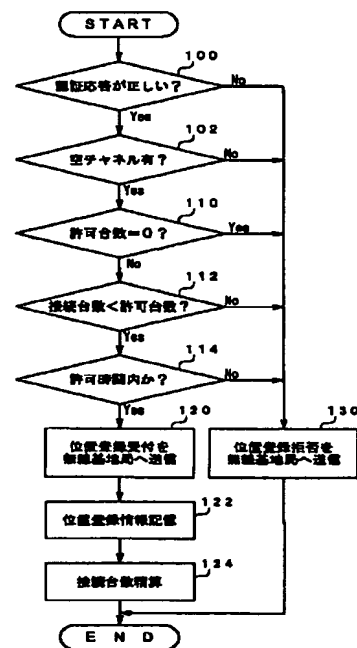 START
100
認証応答が正しい?
No
Yes
102
空チャネル有?
No
Yes
110
許可台数=0?
Yes
No
112
接続台数<許可台数?
No
Yes
114
許可時間内か?
No
Yes
120
位置登録受付を
無線基地局へ送信
130
位置登録拒否を
無線基地局へ送信
122
位置登録情報記憶
124
接続台数積算
END